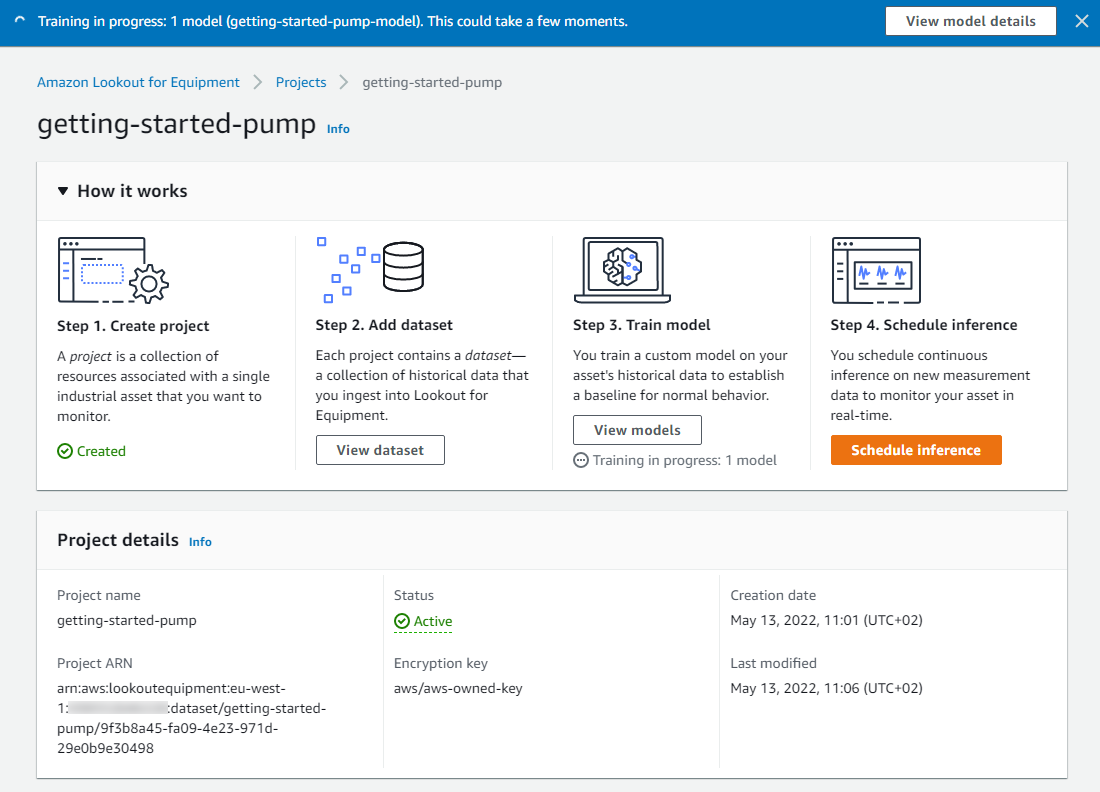 Training in progress: 1 model (getting-started-pump-model). This could take a few moments.
View model details
Amazon Lookout for Equipment
Projects
getting-started-pump
getting-started-pump Info
How it works
Step 1. Create project
A project is a collection of
resources associated with a single
industrial asset that you want to
monitor.
Created
Step 2. Add dataset
Each project contains a dataset—
a collection of historical data that
you ingest into Lookout for
Equipment.
View dataset
Step 3. Train model
You train a custom model on your
asset's historical data to establish
a baseline for normal behavior.
View models
Training in progress: 1 model
Step 4. Schedule inference
You schedule continuous
inference on new measurement
data to monitor your asset in
real-time.
Schedule inference
Project details Info
Project name
getting-started-pump
Project ARN
arn:aws:lookoutequipment:eu-west-
1: :dataset/getting-started-
pump/9f3b8a45-fa09-4e23-971d-
29e0b9e30498
Status
Active
Encryption key
aws/aws-owned-key
Creation date
May 13, 2022, 11:01 (UTC+02)
Last modified
May 13, 2022, 11:06 (UTC+02)